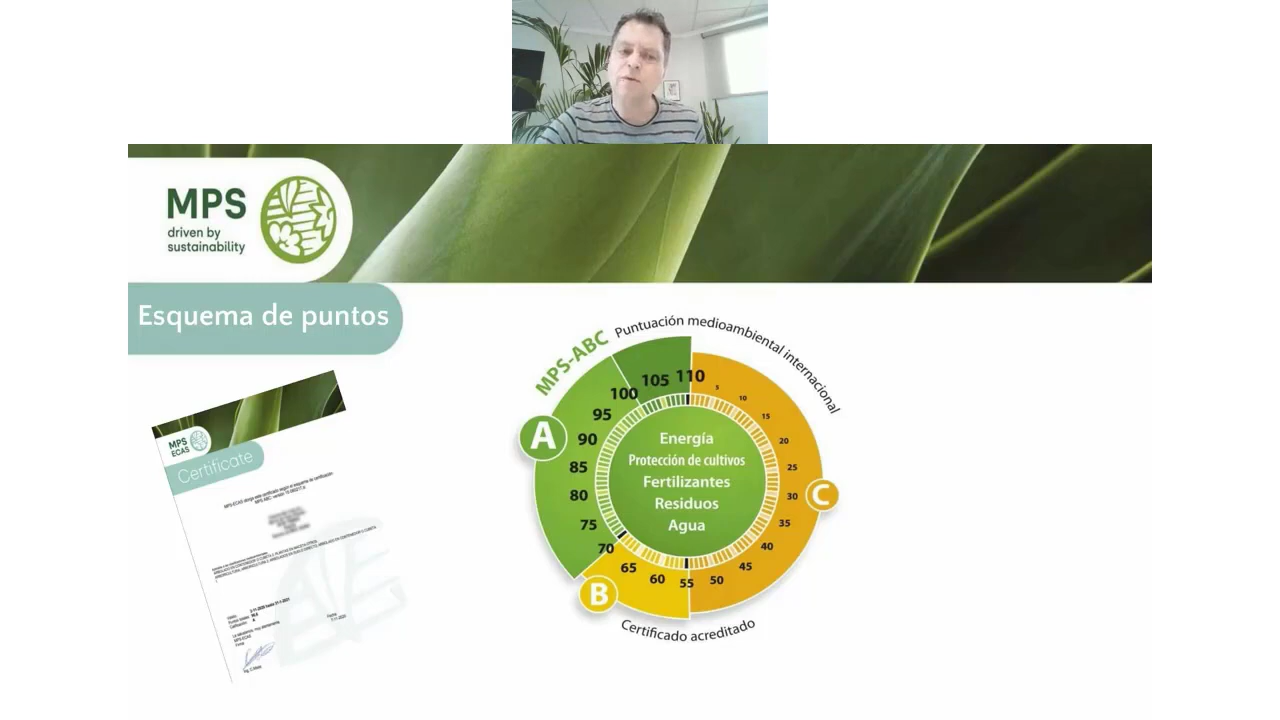 MPS
driven by
sustainability
Esquema de puntos
MPS
ECAS
Certificate
MPS-ABC
Puntuación medioambiental internacional
110
5
10
15
20
25
30
35
40
45
50
55
60
65
70
75
80
85
90
95
100
105
A
B
C
Energía
Protección de cultivos
Fertilizantes
Residuos
Agua
Certificado acreditado